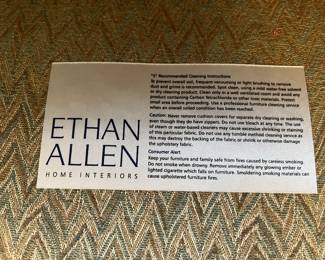 ETHAN
ALLEN
HOME INTERIORS
"S" Recommended Cleaning Instructions
To prevent overall soil, frequent vacuuming or light brushing to remove
dust and grime is recommended. Spot clean, using a mild water-free solvent
or dry cleaning product. Clean only in a well ventilated room and avoid any
product containing Carbon Tetrachloride or other toxic materials. Pretest
small area before proceeding. Use a professional furniture cleaning service
when an overall soiled condition has been reached.
Caution: Never remove cushion covers for separate dry cleaning or washing,
even though they do have zippers. Do not use bleach at any time. The use
of steam or water-based cleaners may cause excessive shrinking or staining
of this particular fabric. Do not use any tumble method cleaning service as
this may destroy the backing of the fabric or shrink or otherwise damage
the upholstery fabric.
Consumer Alert
Keep your furniture and family safe from fires caused by careless smoking.
Do not smoke when drowsy. Remove immediately any glowing ember or
lighted cigarette which falls on furniture. Smoldering smoking materials can
cause upholstered furniture fires.